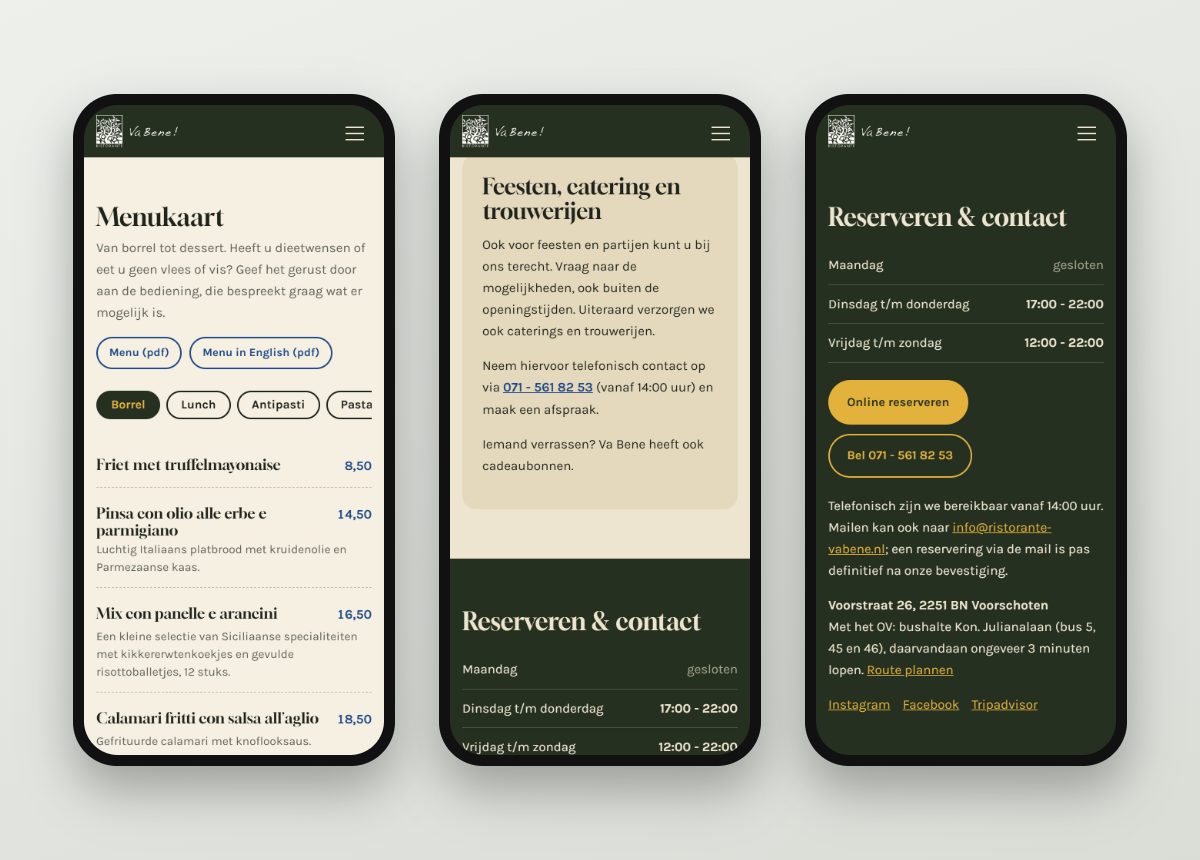 Va Bene!
RISTORANTE
Menukaart
Van borrel tot dessert. Heeft u dieetwensen of
eet u geen vlees of vis? Geef het gerust door
aan de bediening, die bespreekt graag wat er
mogelijk is.
Menu (pdf) Menu in English (pdf)
Borrel Lunch Antipasti Pasta
Friet met truffelmayonaise 8,50
Pinsa con olio alle erbe e 14,50
parmigiano
Luchtig Italiaans platbrood met kruidenolie en
Parmezaanse kaas.
Mix con panelle e arancini 16,50
Een kleine selectie van Siciliaanse specialiteiten
met kikkererwtenkoekjes en gevulde
risottoballetjes, 12 stuks.
Calamari fritti con salsa all'aglio 18,50
Gefrituurde calamari met knoflooksaus.
Va Bene!
RISTORANTE
Feesten, catering en
trouwerijen
Ook voor feesten en partijen kunt u bij
ons terecht. Vraag naar de
mogelijkheden, ook buiten de
openingstijden. Uiteraard verzorgen we
ook caterings en trouwerijen.
Neem hiervoor telefonisch contact op
via 071 - 561 82 53 (vanaf 14:00 uur) en
maak een afspraak.
Iemand verrassen? Va Bene heeft ook
cadeaubonnen.
Reserveren & contact
Maandag gesloten
Dinsdag t/m donderdag 17:00 - 22:00
Vrijdag t/m zondag 12:00 - 22:00
Va Bene!
RISTORANTE
Reserveren & contact
Maandag gesloten
Dinsdag t/m donderdag 17:00 - 22:00
Vrijdag t/m zondag 12:00 - 22:00
Online reserveren
Bel 071 - 561 82 53
Telefonisch zijn we bereikbaar vanaf 14:00 uur.
Mailen kan ook naar info@ristorante-
vabene.nl; een reservering via de mail is pas
definitief na onze bevestiging.
Voorstraat 26, 2251 BN Voorschoten
Met het OV: bushalte Kon. Julianalaan (bus 5,
45 en 46), daarvandaan ongeveer 3 minuten
lopen. Route plannen
Instagram Facebook Tripadvisor